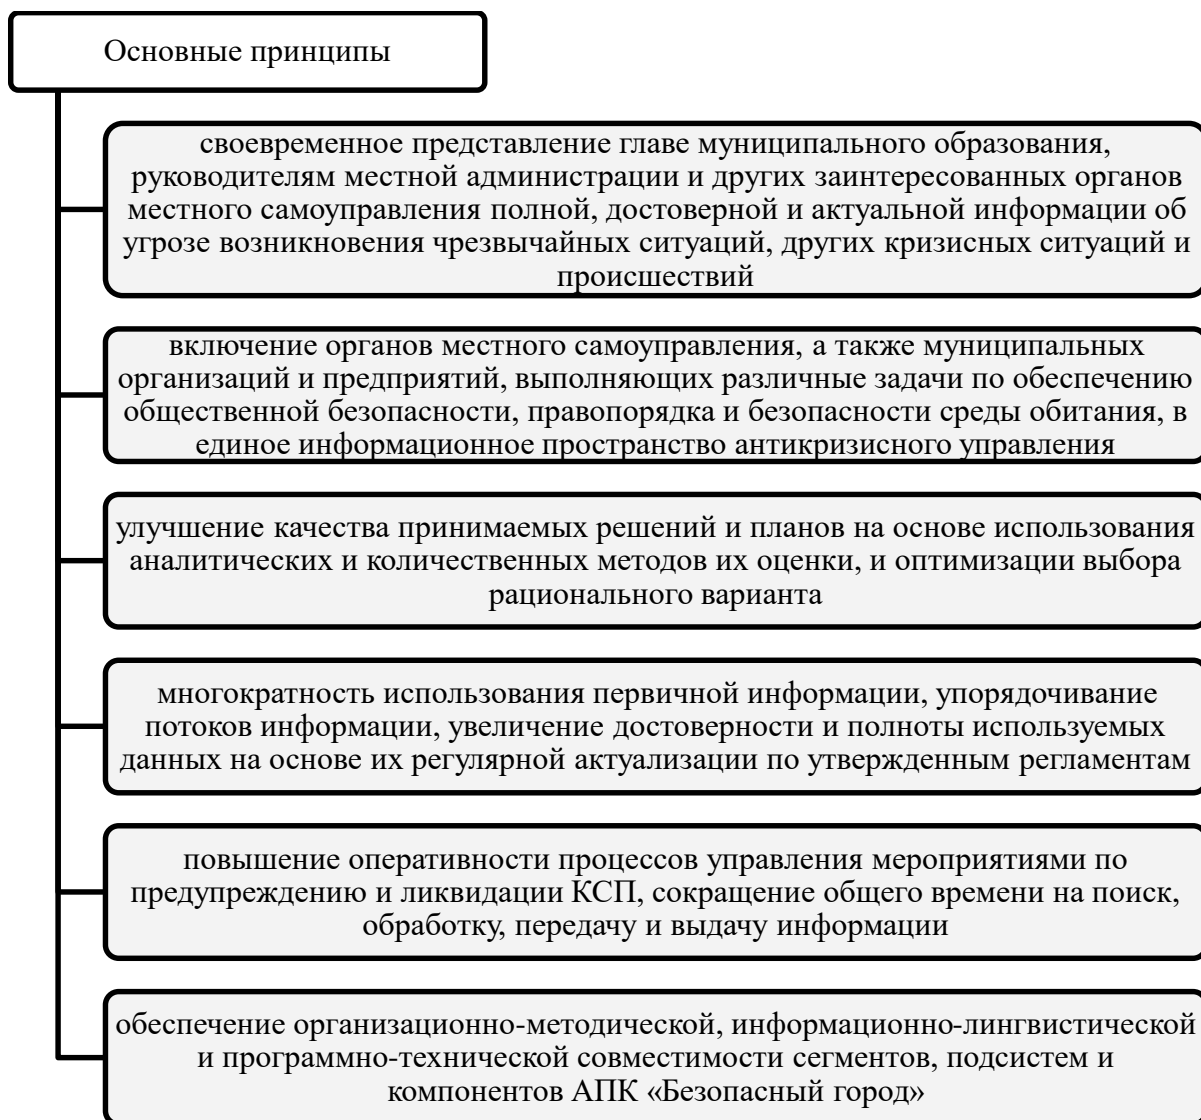 Основные принципы
своевременное представление главе муниципального образования,
руководителям местной администрации и других заинтересованных органов
местного самоуправления полной, достоверной и актуальной информации об
угрозе возникновения чрезвычайных ситуаций, других кризисных ситуаций и
происшествий
включение органов местного самоуправления, а также муниципальных
организаций и предприятий, выполняющих различные задачи по обеспечению
общественной безопасности, правопорядка и безопасности среды обитания, в
единое информационное пространство антикризисного управления
улучшение качества принимаемых решений и планов на основе использования
аналитических и количественных методов их оценки, и оптимизации выбора
рационального варианта
многократность использования первичной информации, упорядочивание
потоков информации, увеличение достоверности и полноты используемых
данных на основе их регулярной актуализации по утвержденным регламентам
повышение оперативности процессов управления мероприятиями по
предупреждению и ликвидации КСП, сокращение общего времени на поиск,
обработку, передачу и выдачу информации
обеспечение организационно-методической, информационно-лингвистической
и программно-технической совместимости сегментов, подсистем и
компонентов АПК «Безопасный город»